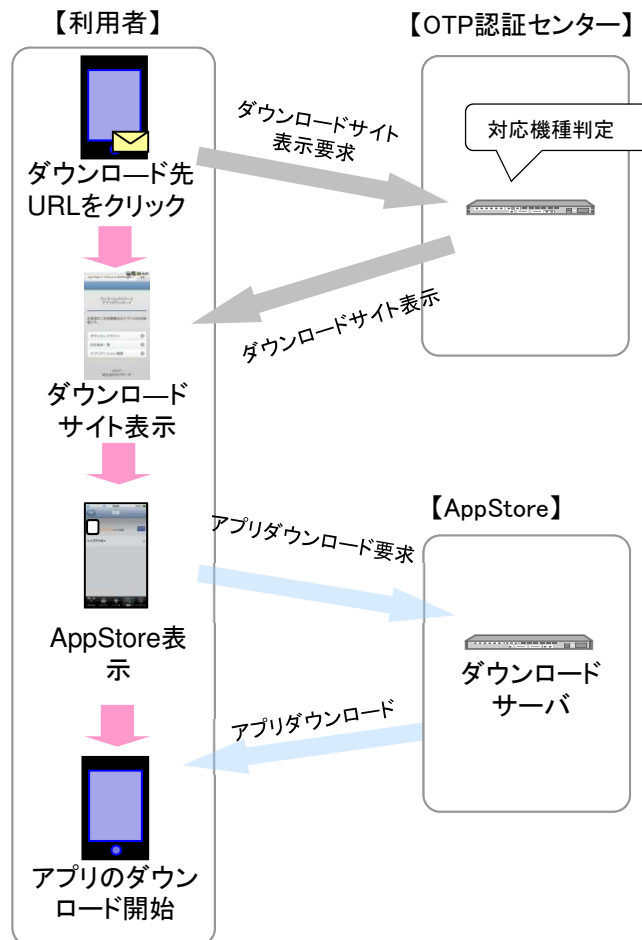 【利用者】
【OTP認証センター】
対応機種判定
ダウンロードサイト
表示要求
ダウンロ―ド先
URLをクリック
ダウンロードサイト表示
ダウンロ―ド
サイト表示
【AppStore】
アプリダウンロード要求
AppStore表
示
ダウンロード
サーバ
アプリダウンロード
アプリのダウン
ロード開始